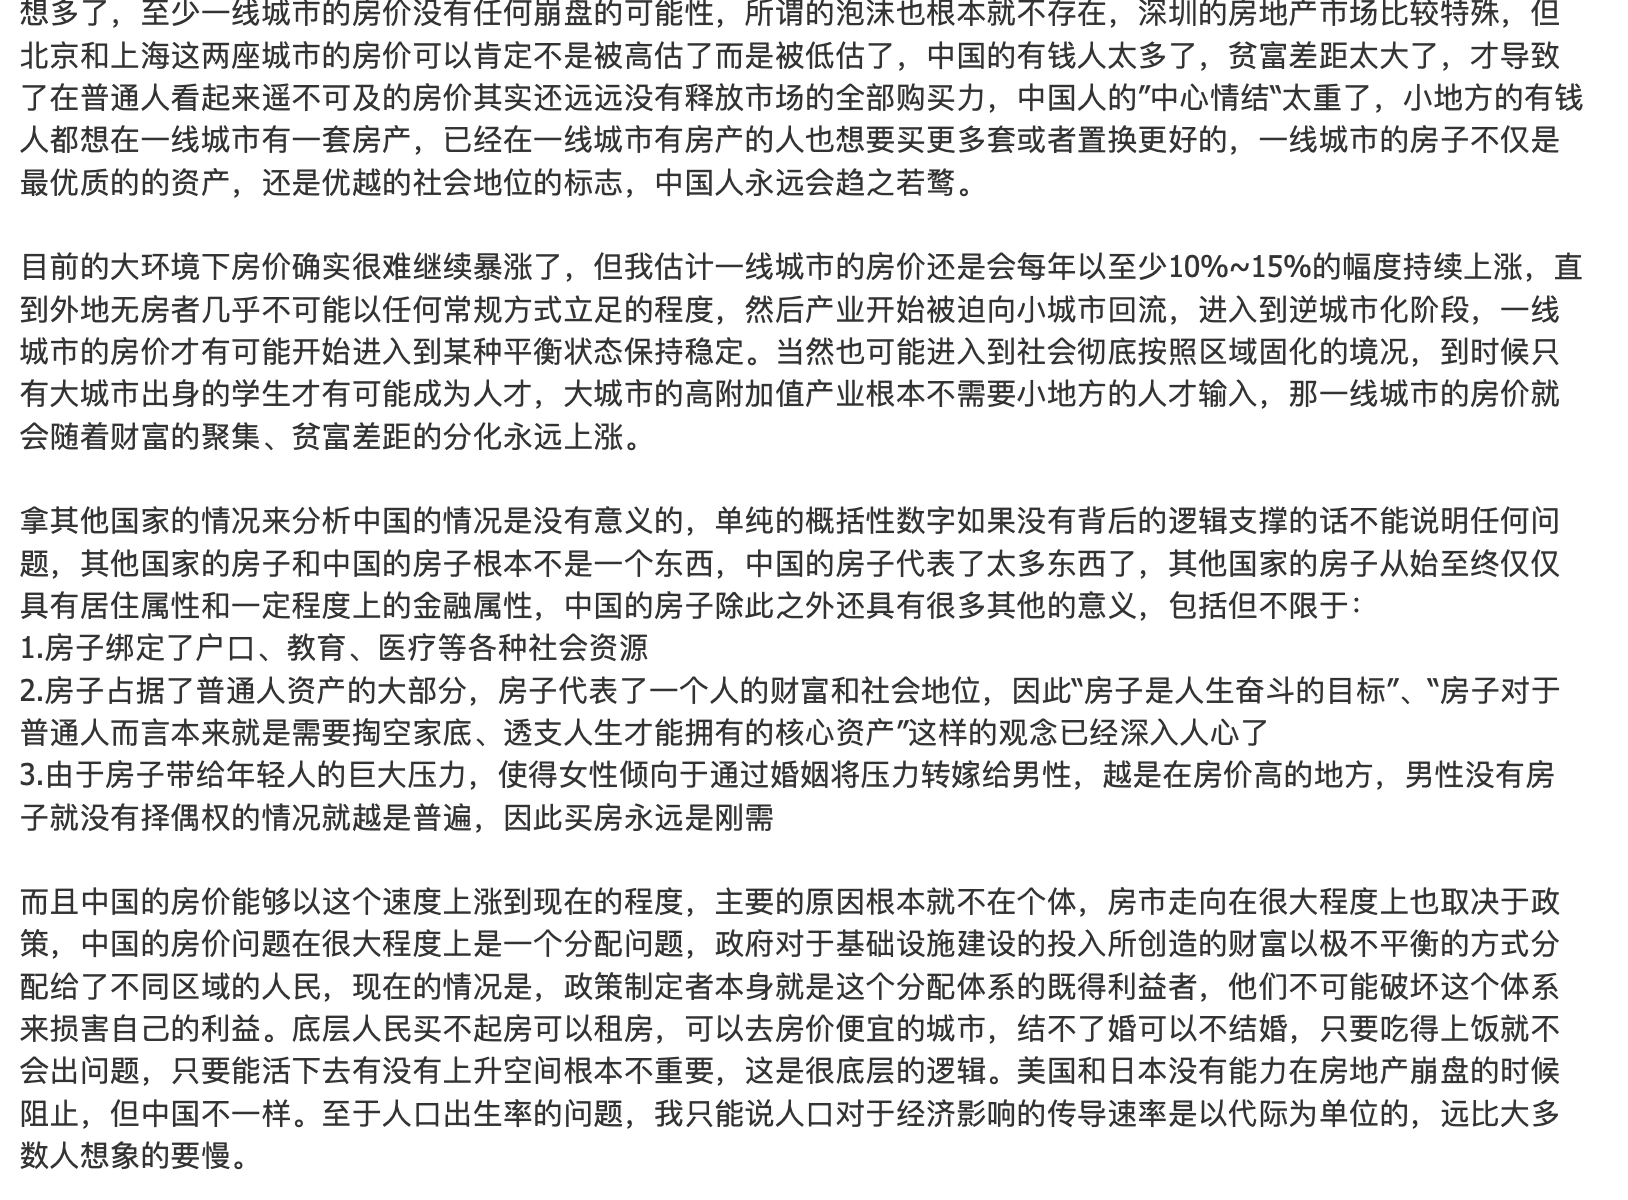 想多了，至少一线城市的房价没有任何崩盘的可能性，所谓的泡沫也根本就不存在，深圳的房地产市场比较特殊，但
北京和上海这两座城市的房价可以肯定不是被高估了而是被低估了，中国的有钱人太多了，贫富差距太大了，才导致
了在普通人看起来遥不可及的房价其实还远远没有释放市场的全部购买力，中国人的”中心情结“太重了，小地方的有钱
人都想在一线城市有一套房产，已经在一线城市有房产的人也想要买更多套或者置换更好的，一线城市的房子不仅是
最优质的的资产，还是优越的社会地位的标志，中国人永远会趋之若鹜。
目前的大环境下房价确实很难继续暴涨了，但我估计一线城市的房价还是会每年以至少10%~15%的幅度持续上涨，直
到外地无房者几乎不可能以任何常规方式立足的程度，然后产业开始被迫向小城市回流，进入到逆城市化阶段，一线
城市的房价才有可能开始进入到某种平衡状态保持稳定。当然也可能进入到社会彻底按照区域固化的境况，到时候只
有大城市出身的学生才有可能成为人才，大城市的高附加值产业根本不需要小地方的人才输入，那一线城市的房价就
会随着财富的聚集、贫富差距的分化永远上涨。
拿其他国家的情况来分析中国的情况是没有意义的，单纯的概括性数字如果没有背后的逻辑支撑的话不能说明任何问
题，其他国家的房子和中国的房子根本不是一个东西，中国的房子代表了太多东西了，其他国家的房子从始至终仅仅
具有居住属性和一定程度上的金融属性，中国的房子除此之外还具有很多其他的意义，包括但不限于：
1.房子绑定了户口、教育、医疗等各种社会资源
2.房子占据了普通人资产的大部分，房子代表了一个人的财富和社会地位，因此“房子是人生奋斗的目标”、“房子对于
普通人而言本来就是需要掏空家底、透支人生才能拥有的核心资产”这样的观念已经深入人心了
3.由于房子带给年轻人的巨大压力，使得女性倾向于通过婚姻将压力转嫁给男性，越是在房价高的地方，男性没有房
子就没有择偶权的情况就越是普遍，因此买房永远是刚需
而且中国的房价能够以这个速度上涨到现在的程度，主要的原因根本就不在个体，房市走向在很大程度上也取决于政
策，中国的房价问题在很大程度上是一个分配问题，政府对于基础设施建设的投入所创造的财富以极不平衡的方式分
配给了不同区域的人民，现在的情况是，政策制定者本身就是这个分配体系的既得利益者，他们不可能破坏这个体系
来损害自己的利益。底层人民买不起房可以租房，可以去房价便宜的城市，结不了婚可以不结婚，只要吃得上饭就不
会出问题，只要能活下去有没有上升空间根本不重要，这是很底层的逻辑。美国和日本没有能力在房地产崩盘的时候
阻止，但中国不一样。至于人口出生率的问题，我只能说人口对于经济影响的传导速率是以代际为单位的，远比大多
数人想象的要慢。